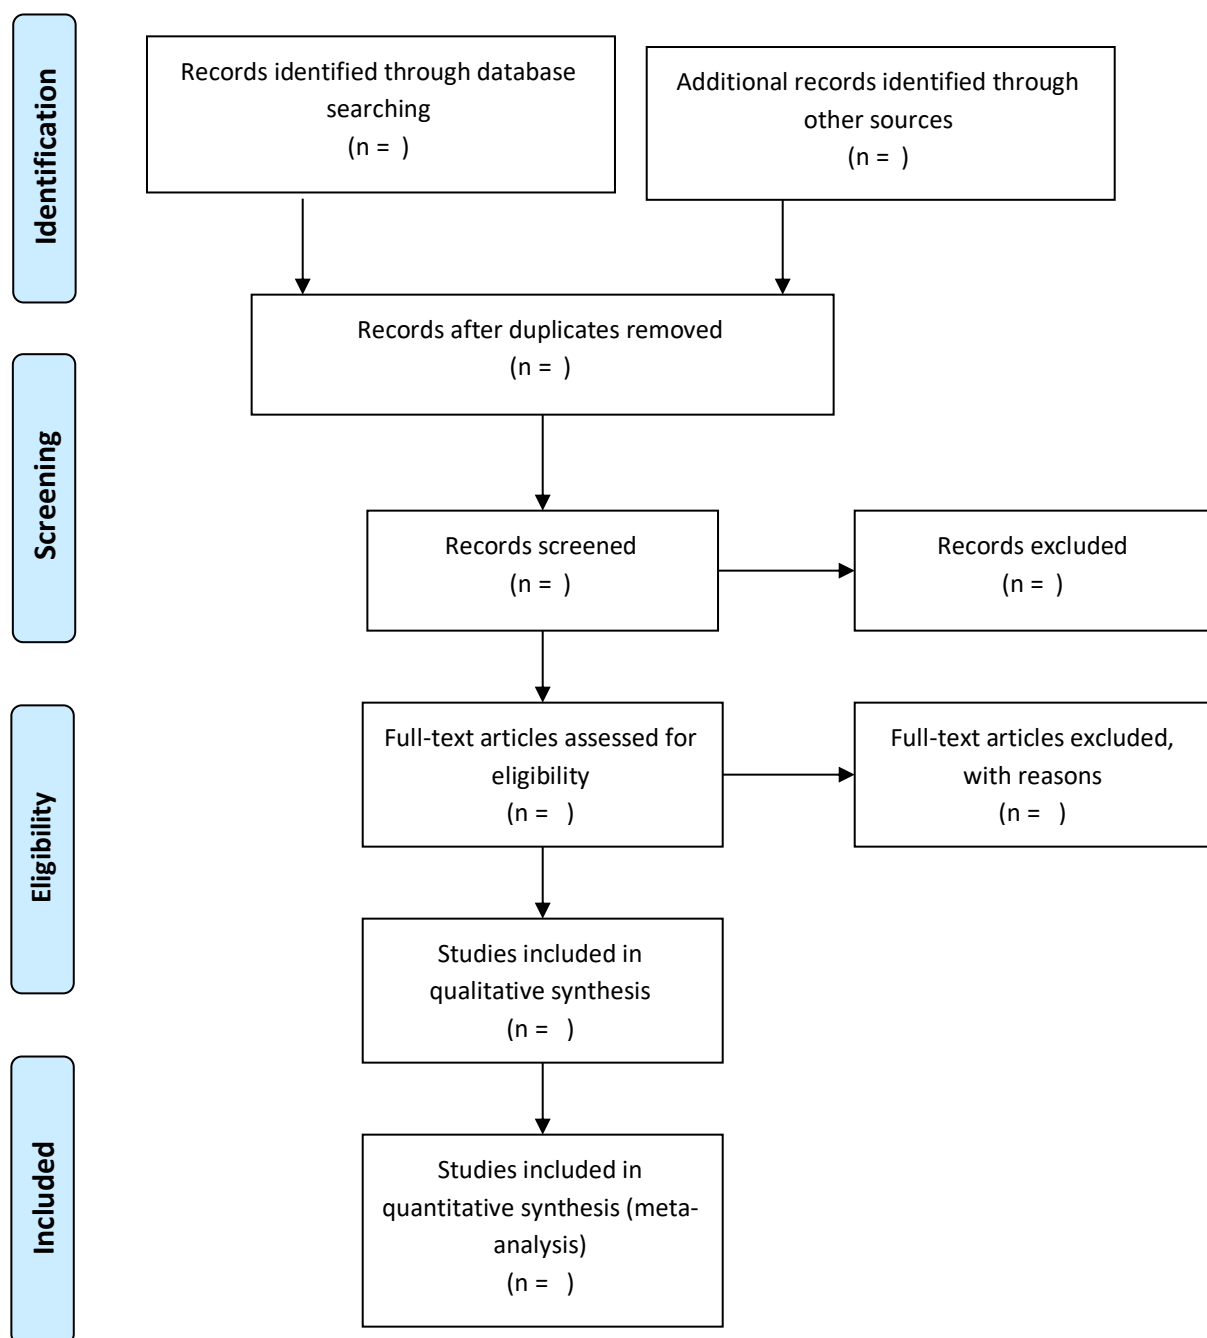 Identification
Records identified through database
searching
(n =  )
Additional records identified through
other sources
(n =  )
Records after duplicates removed
(n =  )
Screening
Records screened
(n =  )
Records excluded
(n =  )
Eligibility
Full-text articles assessed for
eligibility
(n =   )
Full-text articles excluded,
with reasons
(n =   )
Studies included in
qualitative synthesis
(n =   )
Included
Studies included in
quantitative synthesis (meta-
analysis)
(n =   )